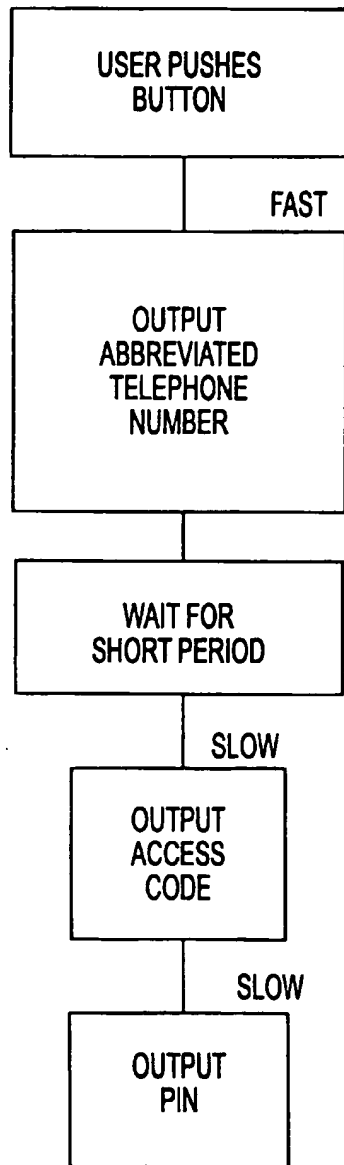 USER PUSHES
BUTTON
FAST
OUTPUT
ABBREVIATED
TELEPHONE
NUMBER
WAIT FOR
SHORT PERIOD
SLOW
OUTPUT
ACCESS
CODE
SLOW
OUTPUT
PIN